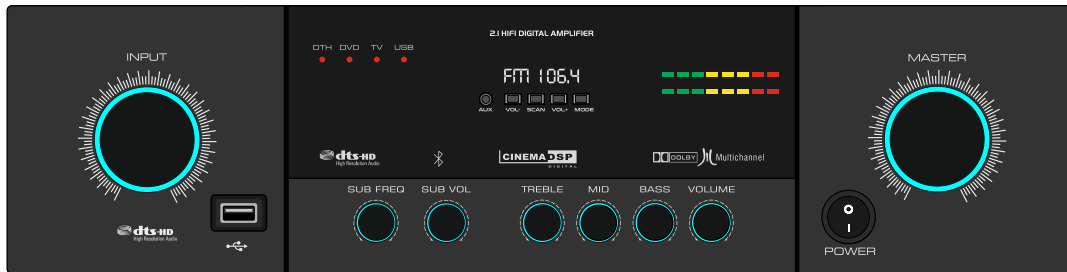 INPUT
dts-HD
High Resolution Audio
2.1 HIFI DIGITAL AMPLIFIER
DTH DVD TV USB
FM 106.4
AUX VOL- SCAN VOL+ MODE
dts-HD
High Resolution Audio
CINEMA DSP
DIGITAL
DOLBY Multichannel
SUB FREQ SUB VOL TREBLE MID BASS VOLUME
MASTER
O
I
POWER